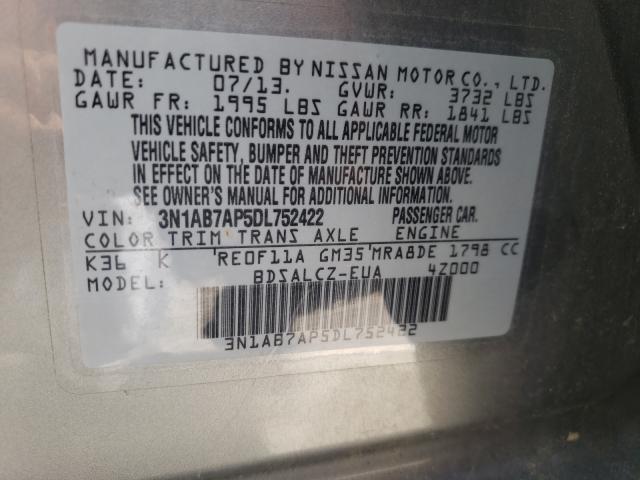 MANUFACTURED BY NISSAN MOTOR CO., LTD.
DATE: 07/13. GVWR: 3732 LBS
GAWR FR: 1995 LBS GAWR RR: 1841 LBS
THIS VEHICLE CONFORMS TO ALL APPLICABLE FEDERAL MOTOR
VEHICLE SAFETY, BUMPER AND THEFT PREVENTION STANDARDS
IN EFFECT ON THE DATE OF MANUFACTURE SHOWN ABOVE.
SEE OWNER'S MANUAL FOR ADDITIONAL INFORMATION.
VIN: 3N1AB7AP5DL752422 PASSENGER CAR.
COLOR TRIM TRANS AXLE ENGINE
K36 K RE0F11A GM35 MRA8DE 1798 CC
MODEL: BDSALCZ-EUA 4Z000
3N1AB7AP5DL752422